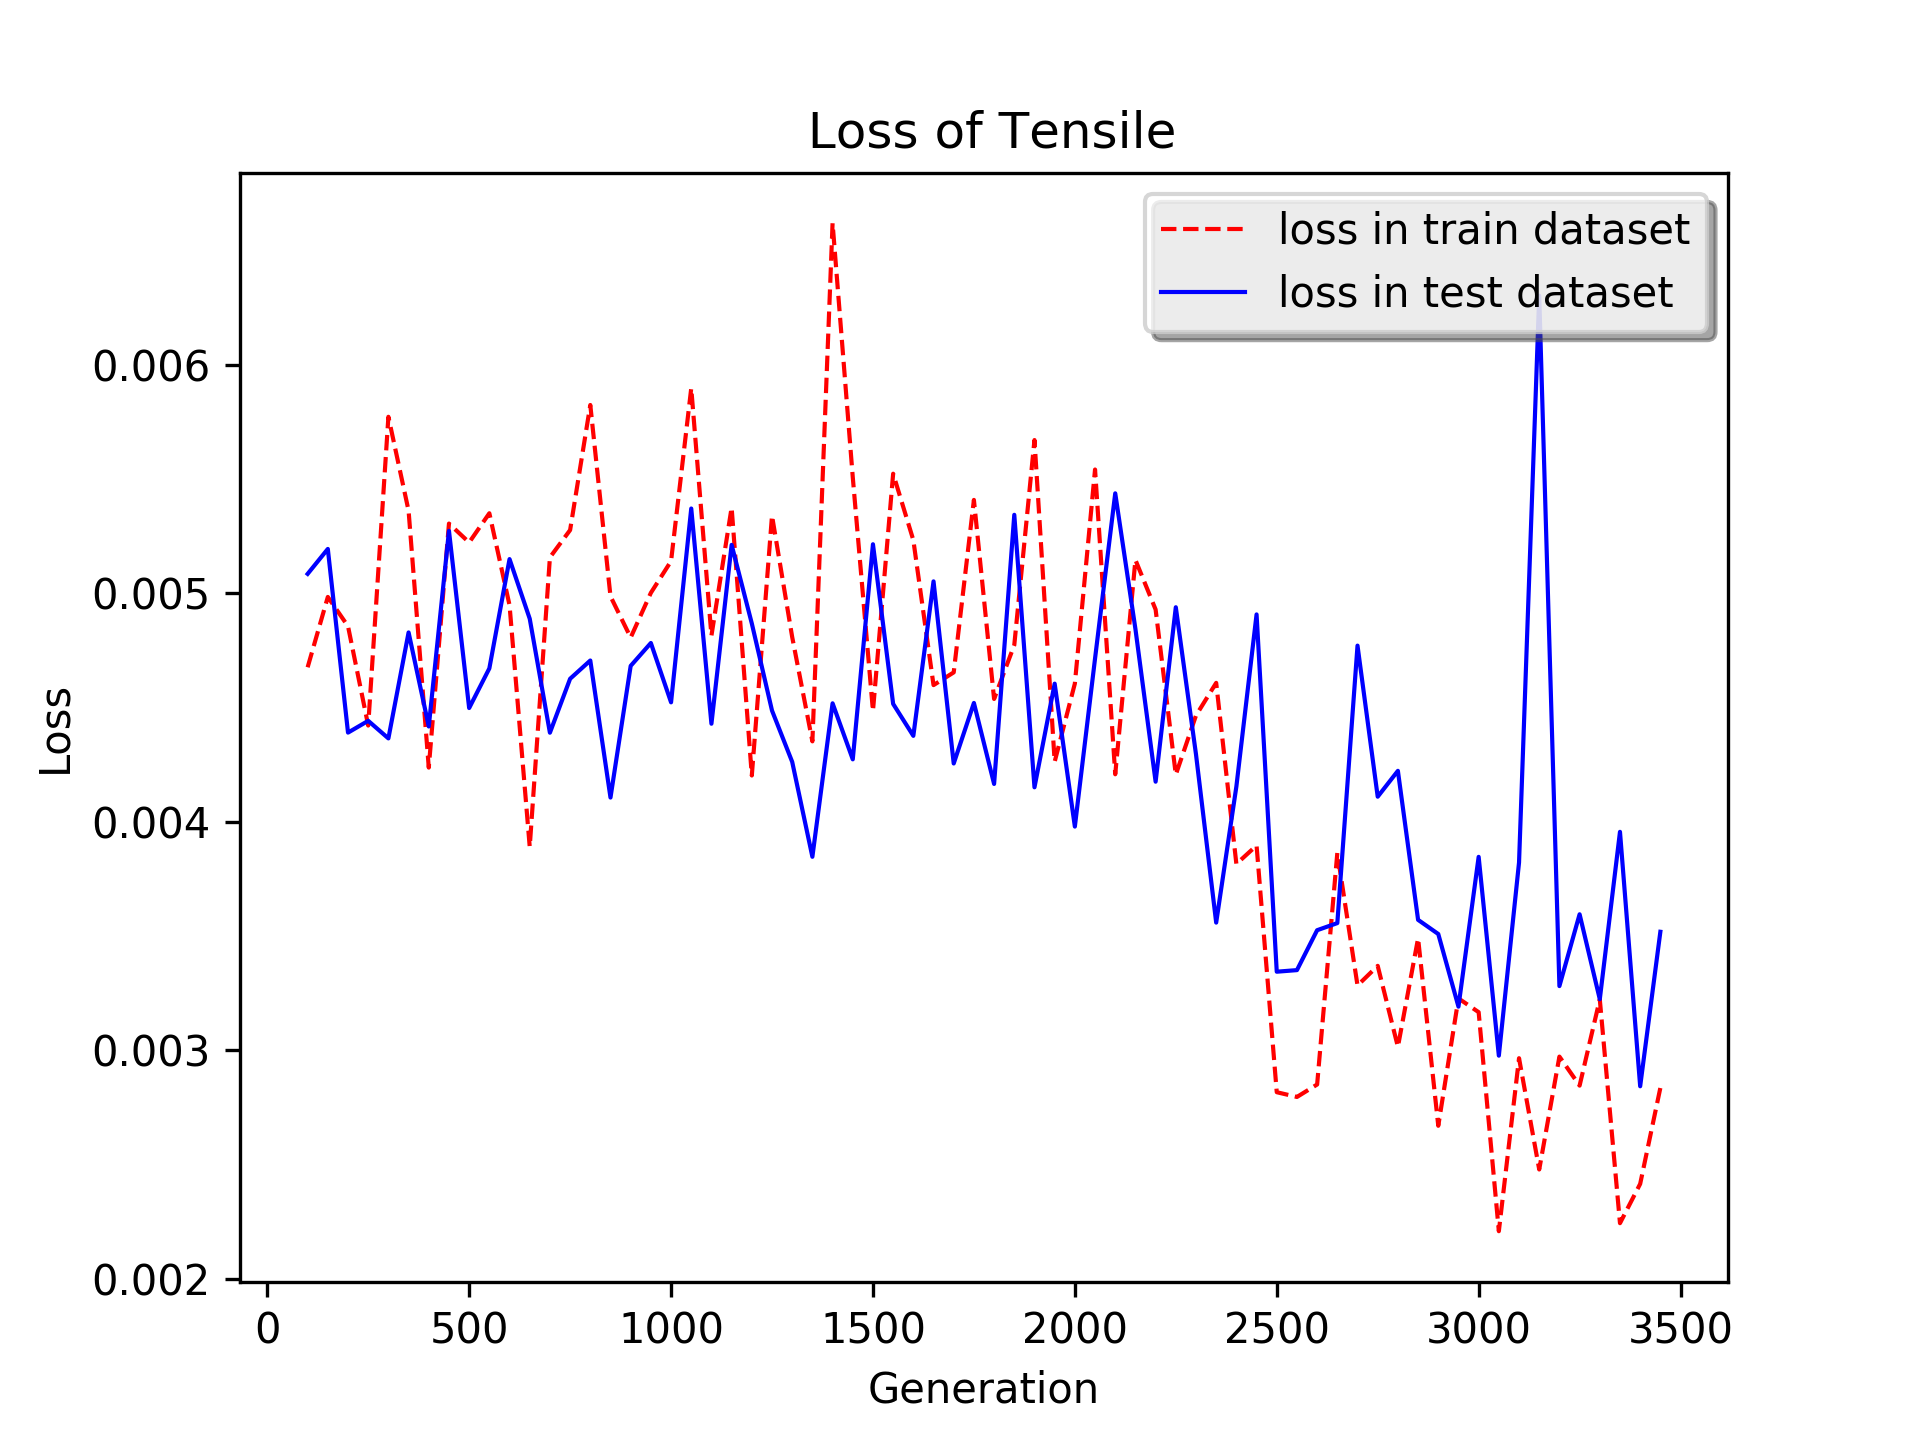 Loss of Tensile
loss in train dataset
loss in test dataset
0.006
0.005
0.004
0.003
0.002
Loss
0 500 1000 1500 2000 2500 3000 3500
Generation